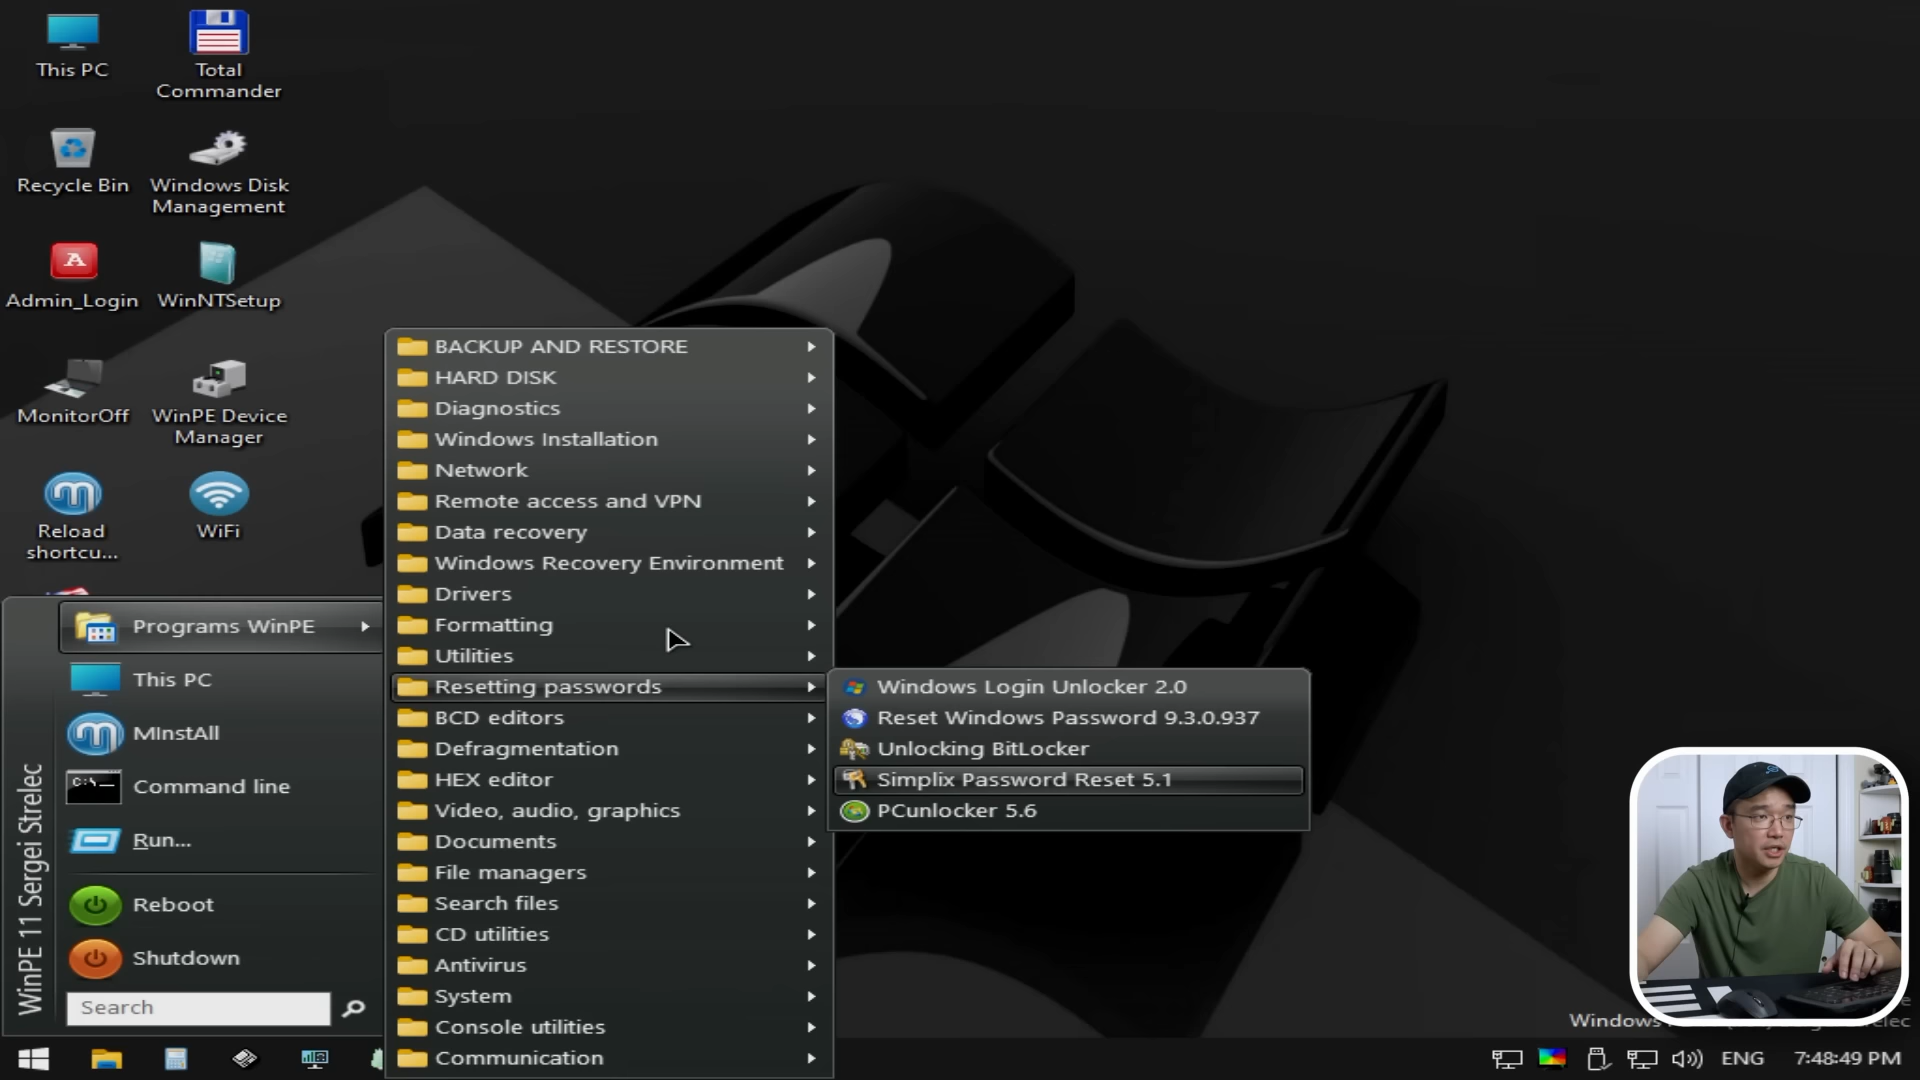 This PC
Total
Commander
Recycle Bin
Windows Disk
Management
A
Admin_Login
WinNTSetup
MonitorOff
WinPE Device
Manager
Reload
shortcu...
WiFi
WinPE 11 Sergei Strelec
Programs WinPE
This PC
MInstAll
C:\
Command line
Run...
Reboot
Shutdown
Search
BACKUP AND RESTORE
HARD DISK
Diagnostics
Windows Installation
Network
Remote access and VPN
Data recovery
Windows Recovery Environment
Drivers
Formatting
Utilities
Resetting passwords
BCD editors
Defragmentation
HEX editor
Video, audio, graphics
Documents
File managers
Search files
CD utilities
Antivirus
System
Console utilities
Communication
Windows Login Unlocker 2.0
Reset Windows Password 9.3.0.937
Unlocking BitLocker
Simplix Password Reset 5.1
PCunlocker 5.6
Windows
ENG
7:48:49 PM